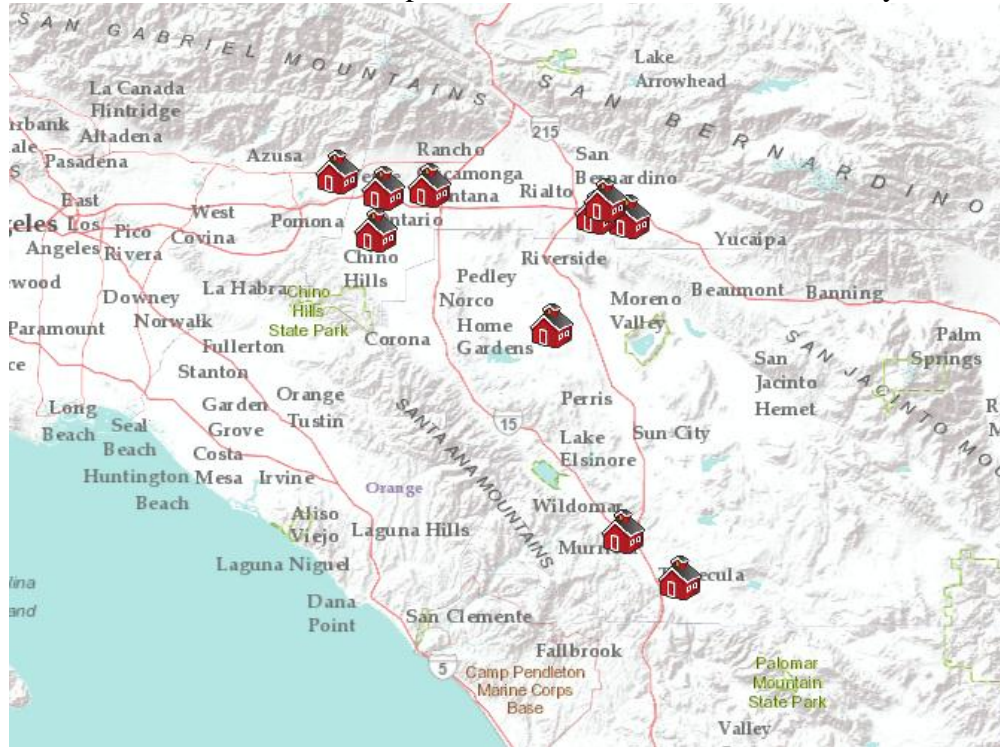 SAN GABRIEL MOUNTAINS
Lake
Arrowhead
SAN BERNARDINO
La Canada
Flintridge
Altadena
Pasadena
Azusa
215
Rancho
San
Bernardino
Rialto
East
Los
Angeles
Pico
Rivera
West
Covina
Pomona
Chino
Hills
Riverside
Yucaipa
Beaumont
Banning
Downey
Norwalk
La Habra
Chino
Hills
State Park
Pedley
Norco
Home
Gardens
Moreno
Valley
Paramount
Fullerton
Corona
Palm
Springs
SAN JACINTO
San
Jacinto
Hemet
Stanton
Garden
Grove
Orange
Tustin
SANTA ANA MOUNTAINS
15
Perris
Sun City
Long
Beach
Seal
Beach
Costa
Mesa
Irvine
Huntington
Beach
Orange
Lake
Elsinore
Aliso
Viejo
Laguna Hills
Laguna Niguel
Dana
Point
San Clemente
5
Fallbrook
Camp Pendleton
Marine Corps
Base
Palomar
Mountain
State Park
Valley